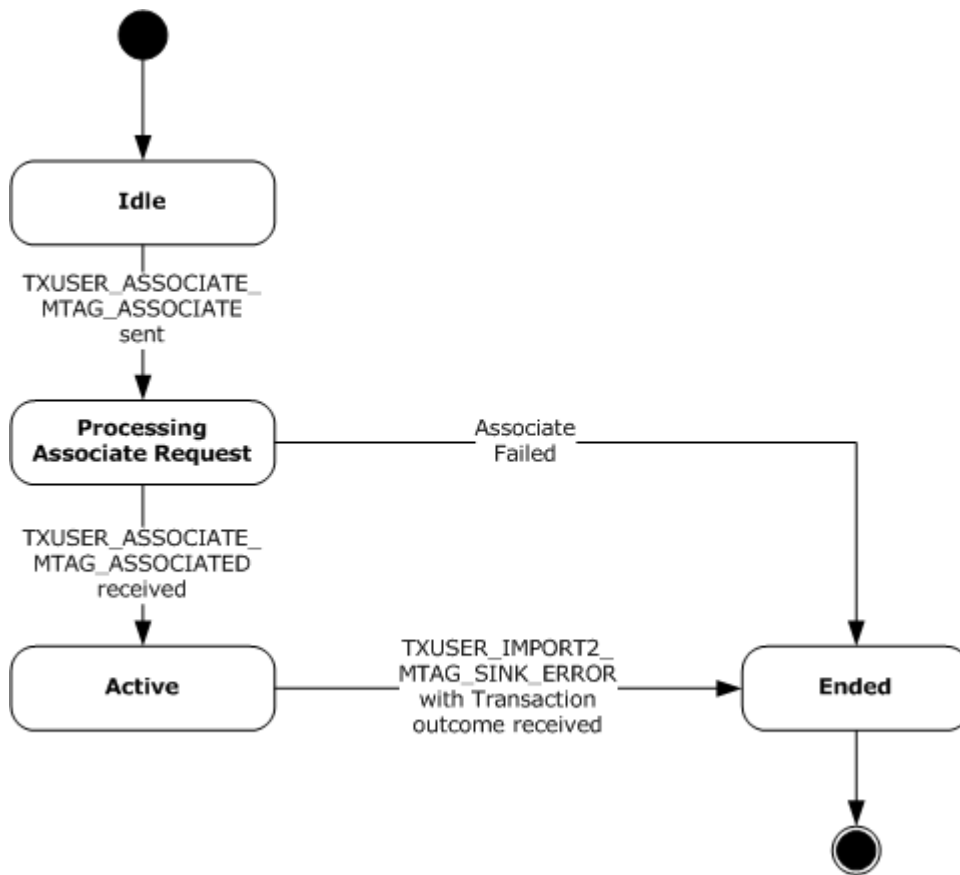 Idle
TXUSER_ASSOCIATE_
MTAG_ASSOCIATE
sent
Processing
Associate Request
Associate
Failed
TXUSER_ASSOCIATE_
MTAG_ASSOCIATED
received
Active
TXUSER_IMPORT2_
MTAG_SINK_ERROR
with Transaction
outcome received
Ended